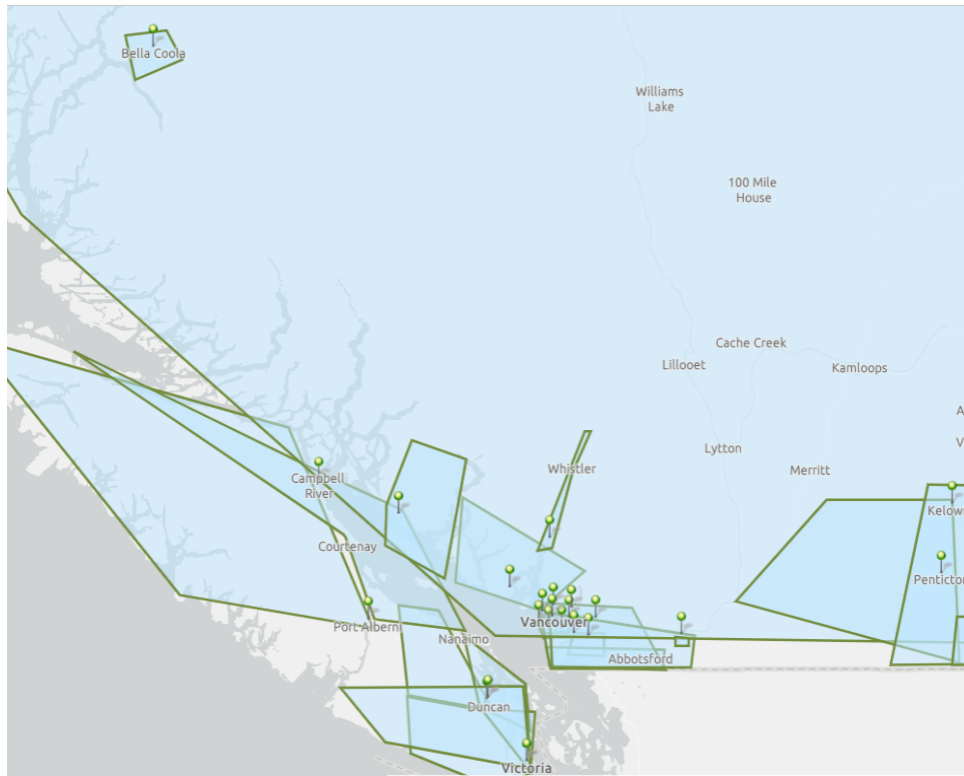 Bella Coola
Williams
Lake
100 Mile
House
Cache Creek
Lillooet
Kamloops
A
V
Lytton
Whistler
Merritt
Campbell
River
Kelown
Courtenay
Penticton
Port Alberni
Vancouver
Nanaimo
Abbotsford
Duncan
Victoria